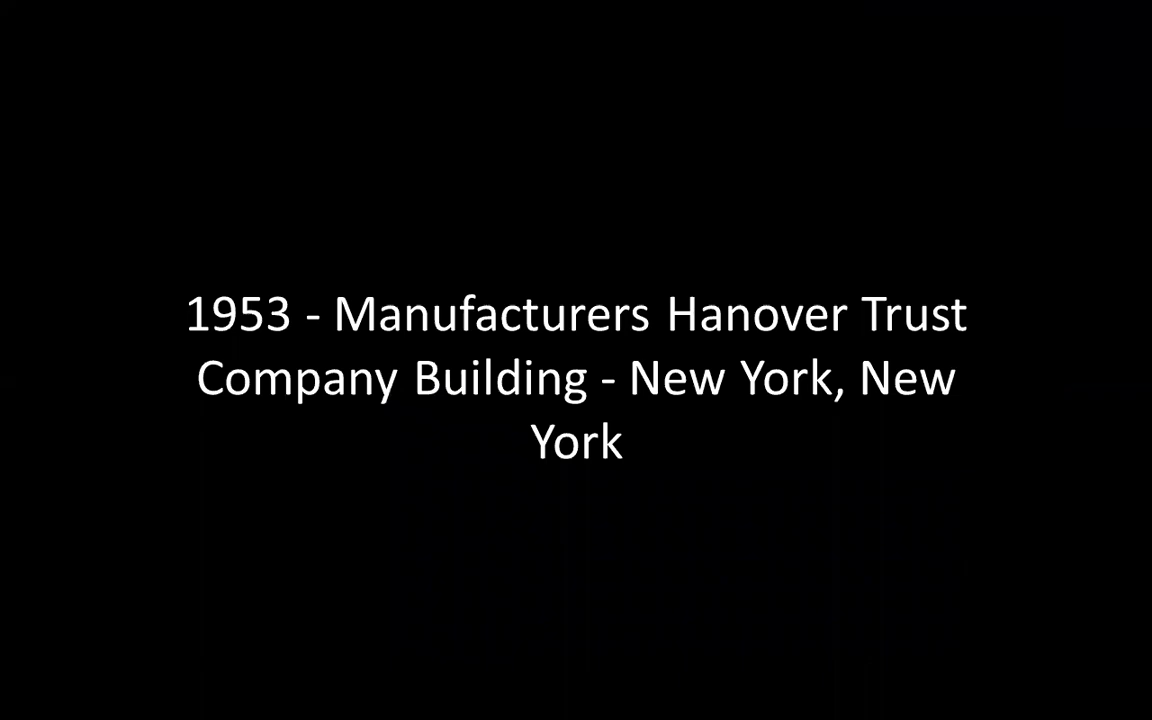 1953 - Manufacturers Hanover Trust
Company Building - New York, New
York